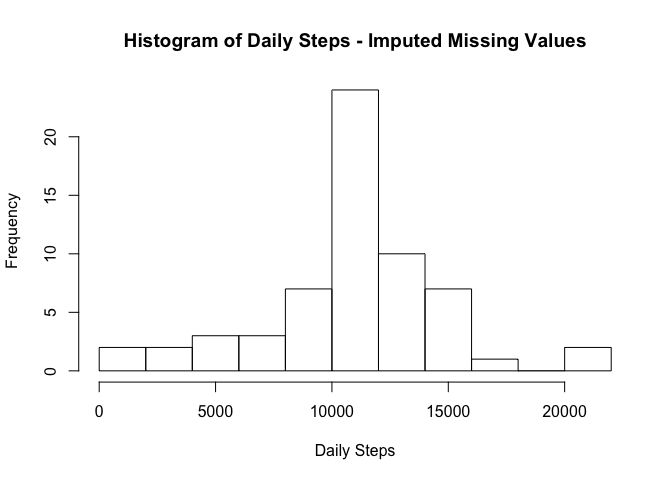 Histogram of Daily Steps - Imputed Missing Values
Frequency
20
15
10
5
0
0 5000 10000 15000 20000
Daily Steps